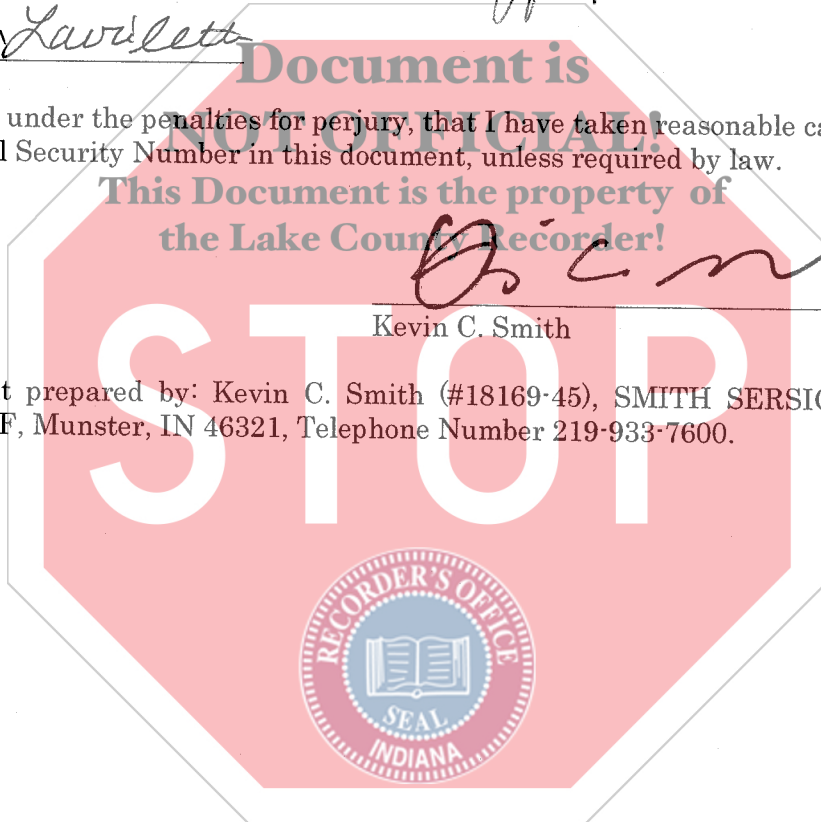 Lavilett
Document is
under the penalties for perjury, that I have taken reasonable ca
NOT OFFICIAL!
l Security Number in this document, unless required by law.
This Document is the property of
the Lake County Recorder!
Kevin C. Smith
STOP
t prepared by: Kevin C. Smith (#18169-45), SMITH SERSIC
F, Munster, IN 46321, Telephone Number 219-933-7600.
RECORDER'S OFFICE
SEAL
INDIANA